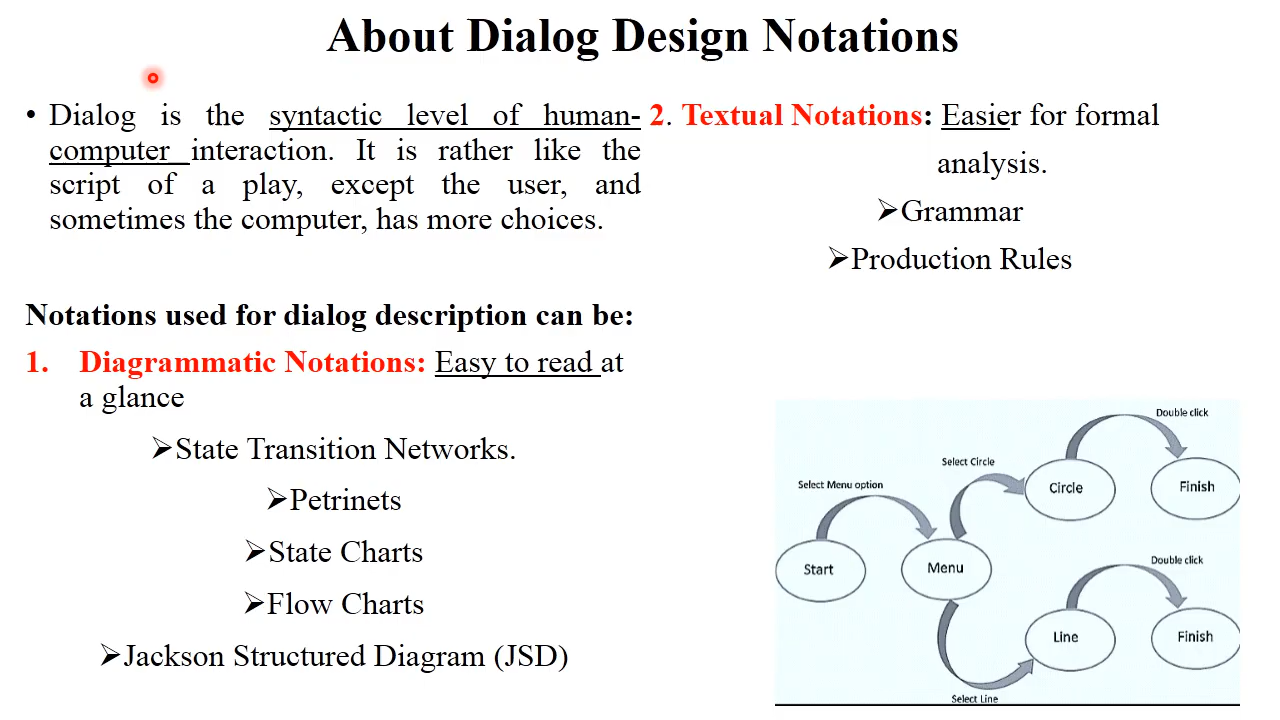 About Dialog Design Notations
• Dialog is the syntactic level of human-
computer interaction. It is rather like the
script of a play, except the user, and
sometimes the computer, has more choices.
Notations used for dialog description can be:
1. Diagrammatic Notations: Easy to read at
a glance
➢State Transition Networks.
➢Petrinets
➢State Charts
➢Flow Charts
➢Jackson Structured Diagram (JSD)
2. Textual Notations: Easier for formal
analysis.
➢Grammar
➢Production Rules
Double click
Select Circle
Select Menu option
Circle
Finish
Start
Menu
Double click
Line
Finish
Select Line